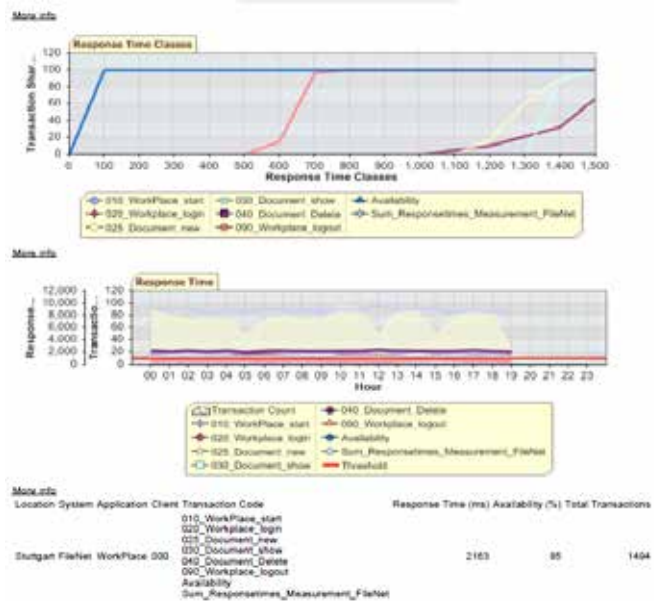 More info
Response Time Classes
Transaction Shar...
120
100
80
60
40
20
0
0 100 200 300 400 500 600 700 800 900 1,000 1,100 1,200 1,300 1,400 1,500
Response Time Classes
010_WorkPlace_start 030_Document_show Availability
020_Workplace_login 040_Document_Delete Sum_Responsetimes_Measurement_FileNet
025_Document_new 090_Workplace_logout
More info
Response Time
Response...
12,000
10,000
8,000
6,000
4,000
2,000
0
Transaction...
120
100
80
60
40
20
0
00 01 02 03 04 05 06 07 08 09 10 11 12 13 14 15 16 17 18 19 20 21 22 23
Hour
Transaction Count 040_Document_Delete
010_WorkPlace_start 090_Workplace_logout
020_Workplace_login Availability
025_Document_new Sum_Responsetimes_Measurement_FileNet
030_Document_show Threshold
More info
Location System Application Client Transaction Code Response Time (ms) Availability (%) Total Transactions
010_WorkPlace_start
020_Workplace_login
025_Document_new
030_Document_show
Stuttgart FileNet WorkPlace 000 2163 95 1494
040_Document_Delete
090_Workplace_logout
Availability
Sum_Responsetimes_Measurement_FileNet